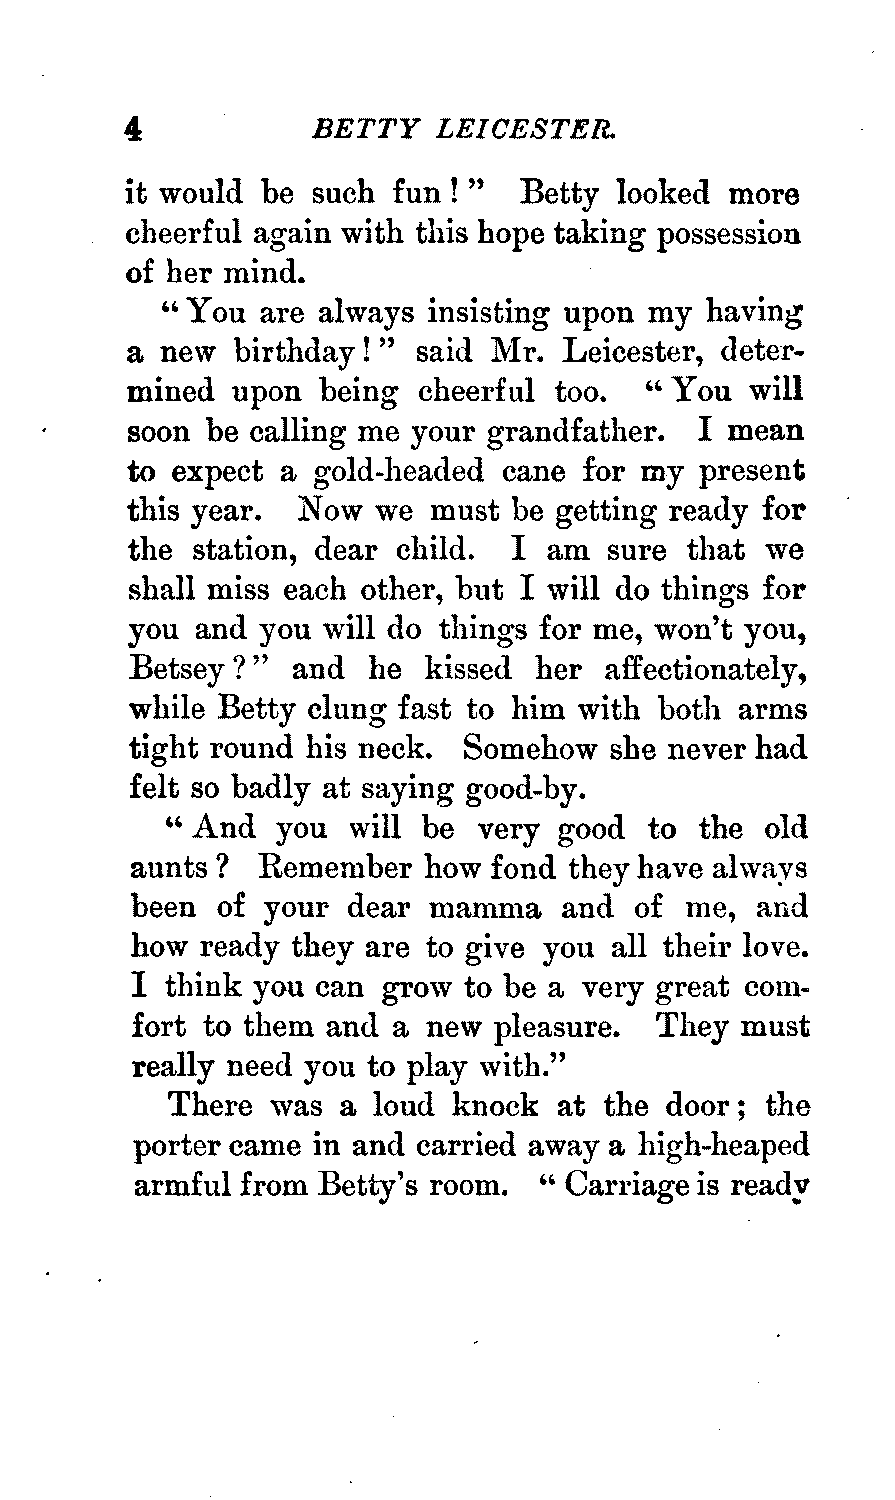 4 BETTY LEICESTER.
it would be such fun!" Betty looked more
cheerful again with this hope taking possession
of her mind.
"You are always insisting upon my having
a new birthday!" said Mr. Leicester, deter-
mined upon being cheerful too. "You will
soon be calling me your grandfather. I mean
to expect a gold-headed cane for my present
this year. Now we must be getting ready for
the station, dear child. I am sure that we
shall miss each other, but I will do things for
you and you will do things for me, won't you,
Betsey?" and he kissed her affectionately,
while Betty clung fast to him with both arms
tight round his neck. Somehow she never had
felt so badly at saying good-by.
"And you will be very good to the old
aunts? Remember how fond they have always
been of your dear mamma and of me, and
how ready they are to give you all their love.
I think you can grow to be a very great com-
fort to them and a new pleasure. They must
really need you to play with."
There was a loud knock at the door; the
porter came in and carried away a high-heaped
armful from Betty's room. "Carriage is ready